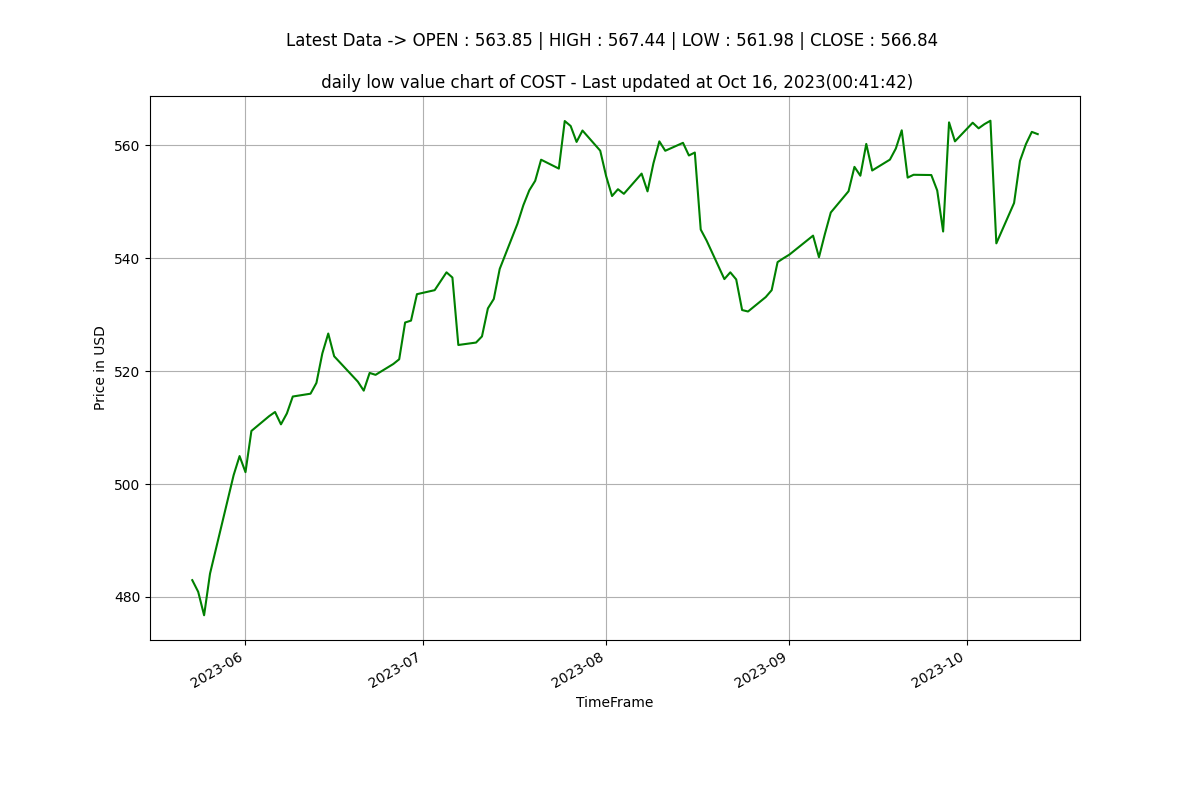 Latest Data -> OPEN : 563.85 | HIGH : 567.44 | LOW : 561.98 | CLOSE : 566.84
daily low value chart of COST - Last updated at Oct 16, 2023(00:41:42)
Price in USD
560
540
520
500
480
2023-06
2023-07
2023-08
2023-09
2023-10
TimeFrame